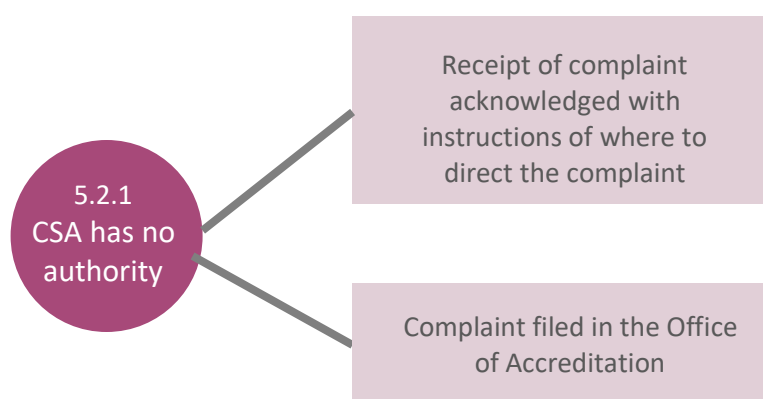 5.2.1
CSA has no
authority
Receipt of complaint
acknowledged with
instructions of where to
direct the complaint
Complaint filed in the Office
of Accreditation